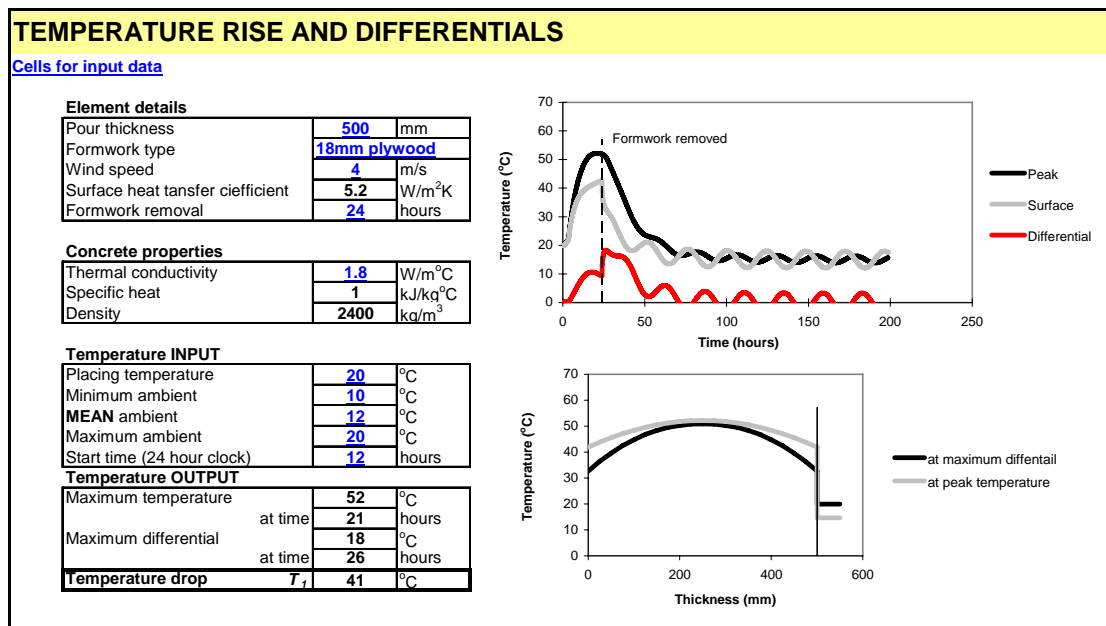 TEMPERATURE RISE AND DIFFERENTIALS
Cells for input data
Element details
Pour thickness 500 mm
Formwork type 18mm plywood
Wind speed 4 m/s
Surface heat tansfer ciefficient 5.2 W/m²K
Formwork removal 24 hours
Concrete properties
Thermal conductivity 1.8 W/m°C
Specific heat 1 kJ/kg°C
Density 2400 kg/m³
Temperature INPUT
Placing temperature 20 °C
Minimum ambient 10 °C
MEAN ambient 12 °C
Maximum ambient 20 °C
Start time (24 hour clock) 12 hours
Temperature OUTPUT
Maximum temperature 52 °C
at time 21 hours
Maximum differential 18 °C
at time 26 hours
Temperature drop T1 41 °C
70
60
50
40
30
20
10
0
Temperature (°C)
Formwork removed
0 50 100 150 200 250
Time (hours)
Peak
Surface
Differential
70
60
50
40
30
20
10
0
Temperature (°C)
0 200 400 600
Thickness (mm)
at maximum diffentail
at peak temperature